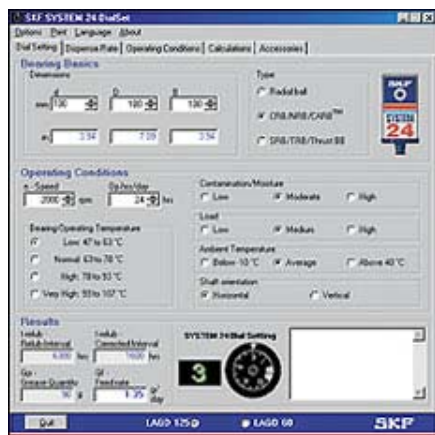 SKF SYSTEM 24 DialSet
Options Print Language About
Dial Setting Dispense Rate Operating Conditions Calculations Accessories
Bearing Basics
Dimensions
d D B
mm 100 180 100
in 3.94 7.09 3.94
Type
Radial ball
CRB/NRB/CARB™
SRB/TRB/Thrust BB
SKF
SYSTEM
24
Operating Conditions
n - Speed
2000 rpm
Op.hrs/day
24 hrs
Bearing Operating Temperature
Low: 47 to 63 °C
Normal: 63 to 78 °C
High: 78 to 93 °C
Very High: 93 to 107 °C
Contamination/Moisture
Low Moderate High
Load
Low Medium High
Ambient Temperature
Below -10 °C Average Above 40 °C
Shaft orientation
Horizontal Vertical
Results
Relub Interval
hrs
Corrected Interval
hrs
Gp -
Grease Quantity
90 g
Feed rate
gr/
day
SYSTEM 24 Dial Setting
3
Quit LAGD 125 LAGD 60 SKF